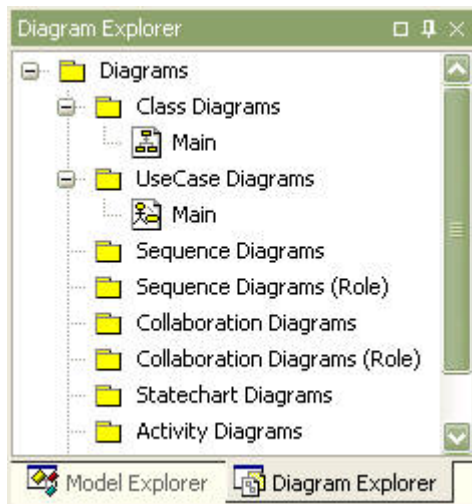 Diagram Explorer
Diagrams
Class Diagrams
Main
UseCase Diagrams
Main
Sequence Diagrams
Sequence Diagrams (Role)
Collaboration Diagrams
Collaboration Diagrams (Role)
Statechart Diagrams
Activity Diagrams
Model Explorer Diagram Explorer